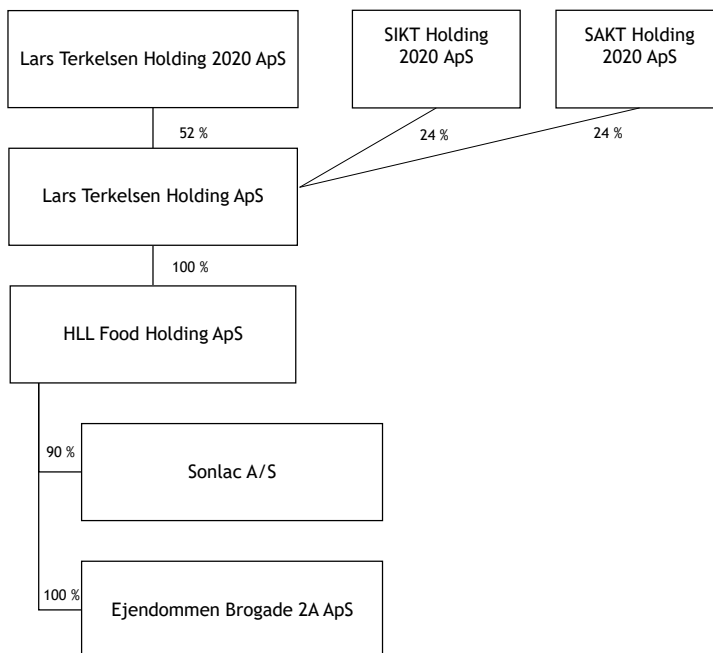 Lars Terkelsen Holding 2020 ApS
SIKT Holding
2020 ApS
SAKT Holding
2020 ApS
52 %
24 %
24 %
Lars Terkelsen Holding ApS
100 %
HLL Food Holding ApS
90 %
Sonlac A/S
100 %
Ejendommen Brogade 2A ApS